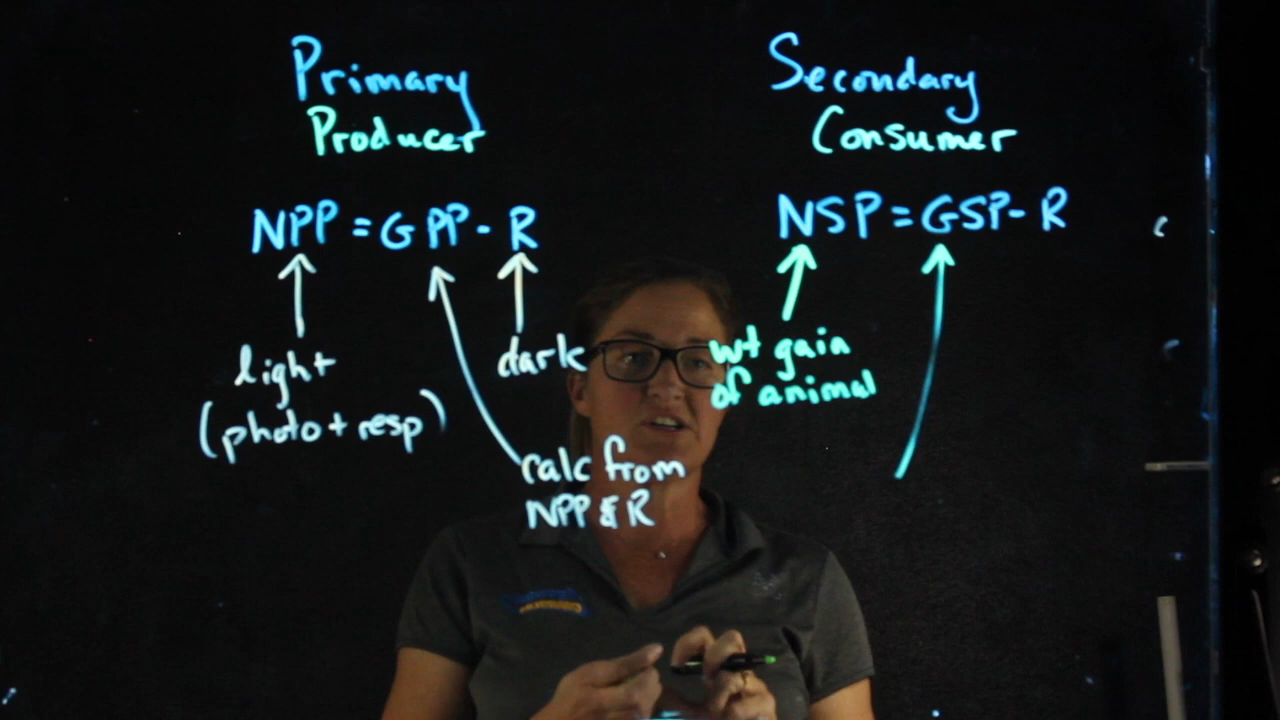 Primary
Producer
NPP = GPP - R
light
(photo + resp)
dark
calc from
NPP & R
Secondary
Consumer
NSP = GSP - R
wt gain
of animal